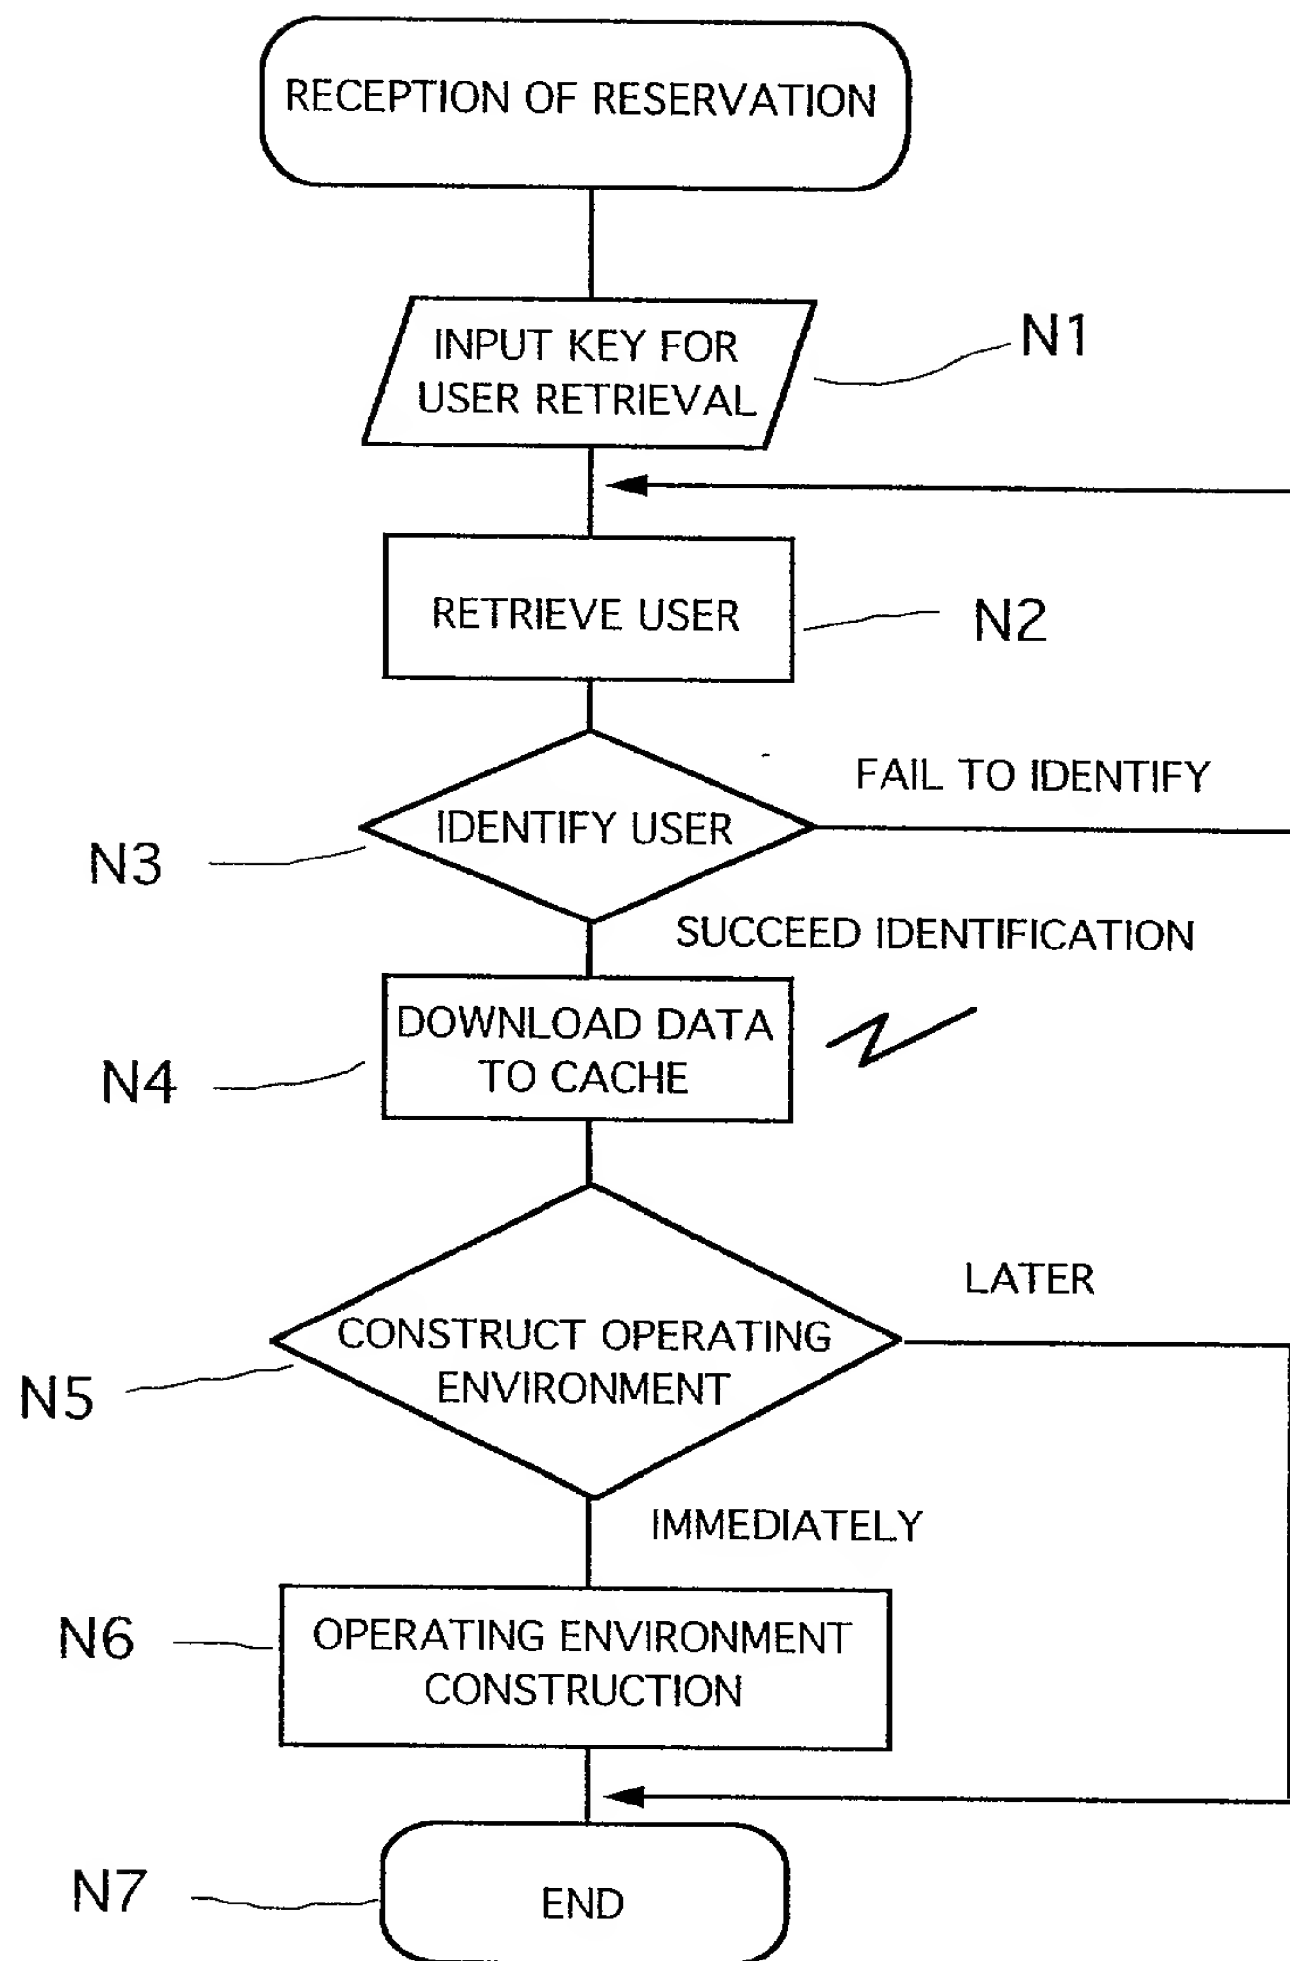 RECEPTION OF RESERVATION
INPUT KEY FOR
USER RETRIEVAL
N1
RETRIEVE USER
N2
FAIL TO IDENTIFY
IDENTIFY USER
N3
SUCCEED IDENTIFICATION
DOWNLOAD DATA
TO CACHE
N4
LATER
CONSTRUCT OPERATING
ENVIRONMENT
N5
IMMEDIATELY
OPERATING ENVIRONMENT
CONSTRUCTION
N6
END
N7